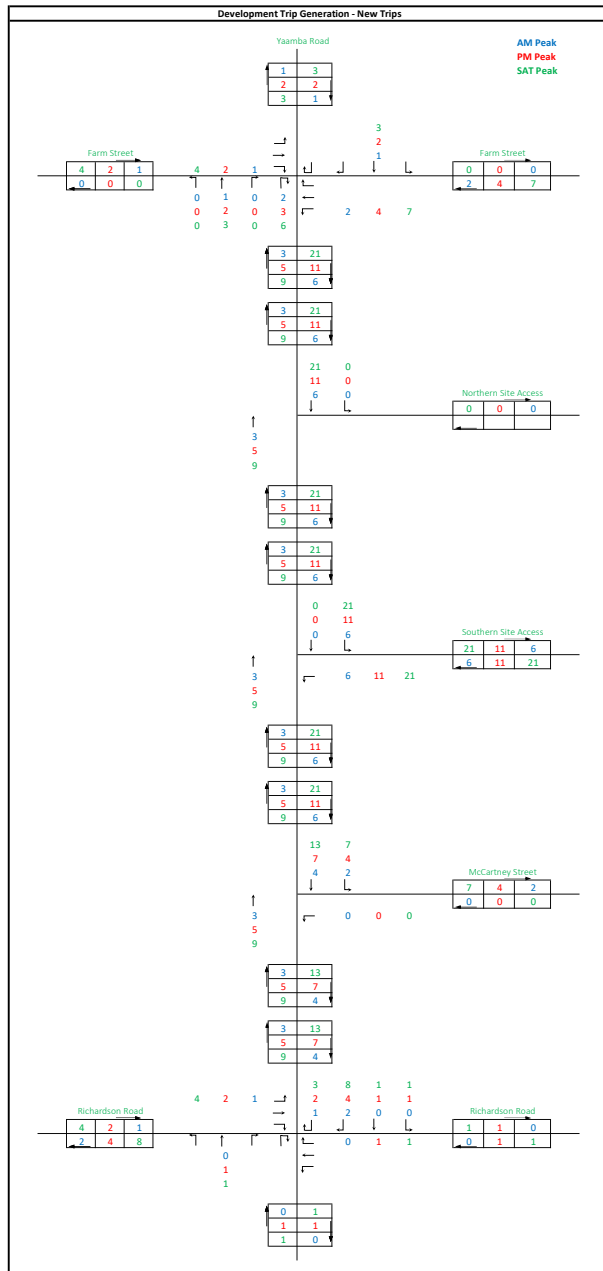 Development Trip Generation - New Trips
Yaamba Road
AM Peak
PM Peak
SAT Peak
1 3
2 2
3 1
3
2
1
Farm Street
4 2 1
0 0 0
4 2 1
Farm Street
0 0 0
2 4 7
0 1 0 2
0 2 0 3
0 3 0 6
2 4 7
3 21
5 11
9 6
3 21
5 11
9 6
21 0
11 0
6 0
Northern Site Access
0 0 0
3
5
9
3 21
5 11
9 6
3 21
5 11
9 6
0 21
0 11
0 6
Southern Site Access
21 11 6
6 11 21
3
5
9
6 11 21
3 21
5 11
9 6
3 21
5 11
9 6
13 7
7 4
4 2
McCartney Street
7 4 2
0 0 0
3
5
9
0 0 0
3 13
5 7
9 4
3 13
5 7
9 4
4 2 1
3 8 1 1
2 4 1 1
1 2 0 0
Richardson Road
4 2 1
2 4 8
Richardson Road
1 1 0
0 1 1
0
1
1
0 1 1
0 1
1 1
1 0